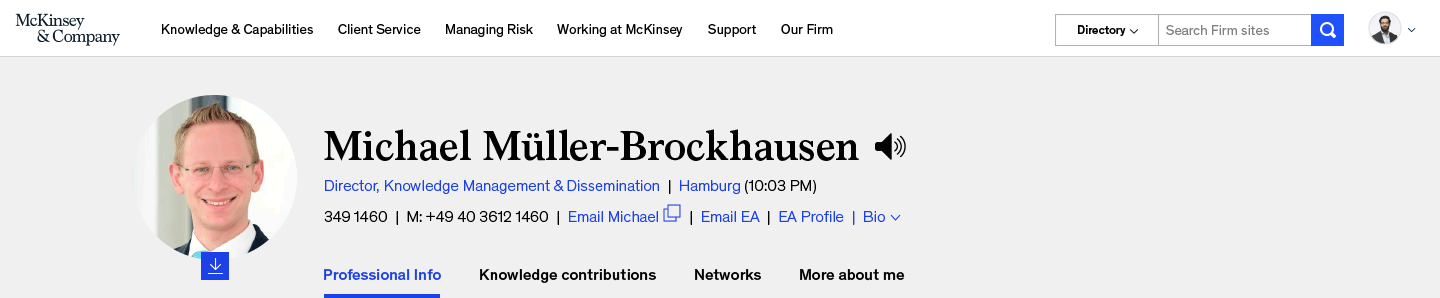 McKinsey
& Company
Knowledge & Capabilities Client Service Managing Risk Working at McKinsey Support Our Firm
Directory Search Firm sites
Michael Müller-Brockhausen
Director, Knowledge Management & Dissemination | Hamburg (10:03 PM)
349 1460 | M: +49 40 3612 1460 | Email Michael | Email EA | EA Profile | Bio
Professional Info Knowledge contributions Networks More about me